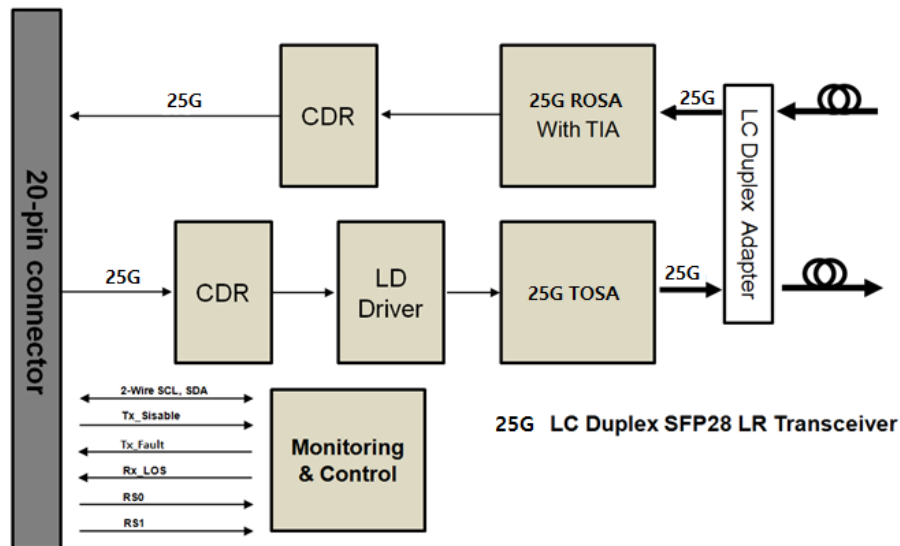 20-pin connector
25G
CDR
25G ROSA
With TIA
25G
LC Duplex Adapter
25G
CDR
LD
Driver
25G TOSA
25G
2-Wire SCL, SDA
Tx_Sisable
Tx_Fault
Rx_LOS
RS0
RS1
Monitoring
& Control
25G LC Duplex SFP28 LR Transceiver